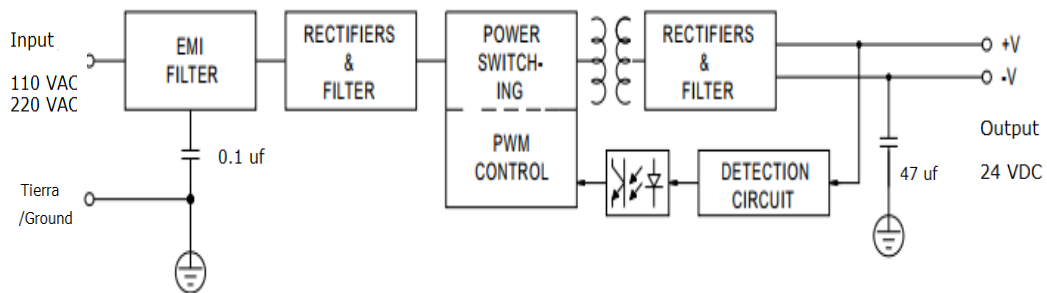 Input
110 VAC
220 VAC
EMI
FILTER
RECTIFIERS
&
FILTER
POWER
SWITCH-
ING
PWM
CONTROL
RECTIFIERS
&
FILTER
+V
-V
Output
24 VDC
0.1 uf
Tierra
/Ground
DETECTION
CIRCUIT
47 uf